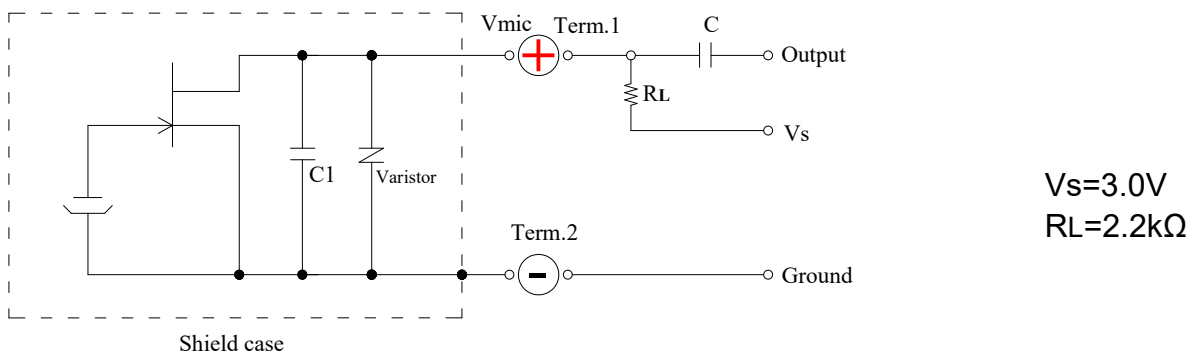 Vmic Term.1 C
Output
RL
Vs
C1
Varistor
Vs=3.0V
RL=2.2kΩ
Term.2
Ground
Shield case